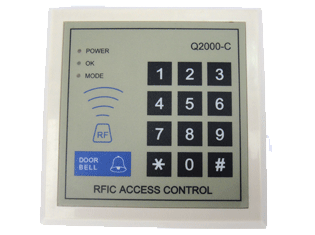 Q2000-C
POWER
OK
MODE
1 2 3
4 5 6
7 8 9
* 0 #
RF
DOOR
BELL
RFIC ACCESS CONTROL